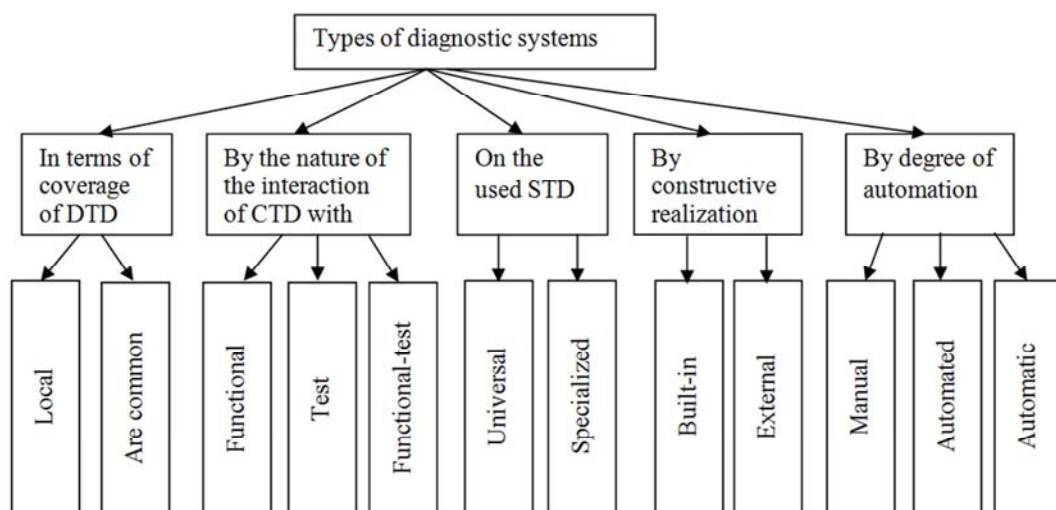 Types of diagnostic systems
In terms of
coverage
of DTD
By the nature of
the interaction
of CTD with
On the
used STD
By
constructive
realization
By degree of
automation
Local
Are common
Functional
Test
Functional-test
Universal
Specialized
Built-in
External
Manual
Automated
Automatic